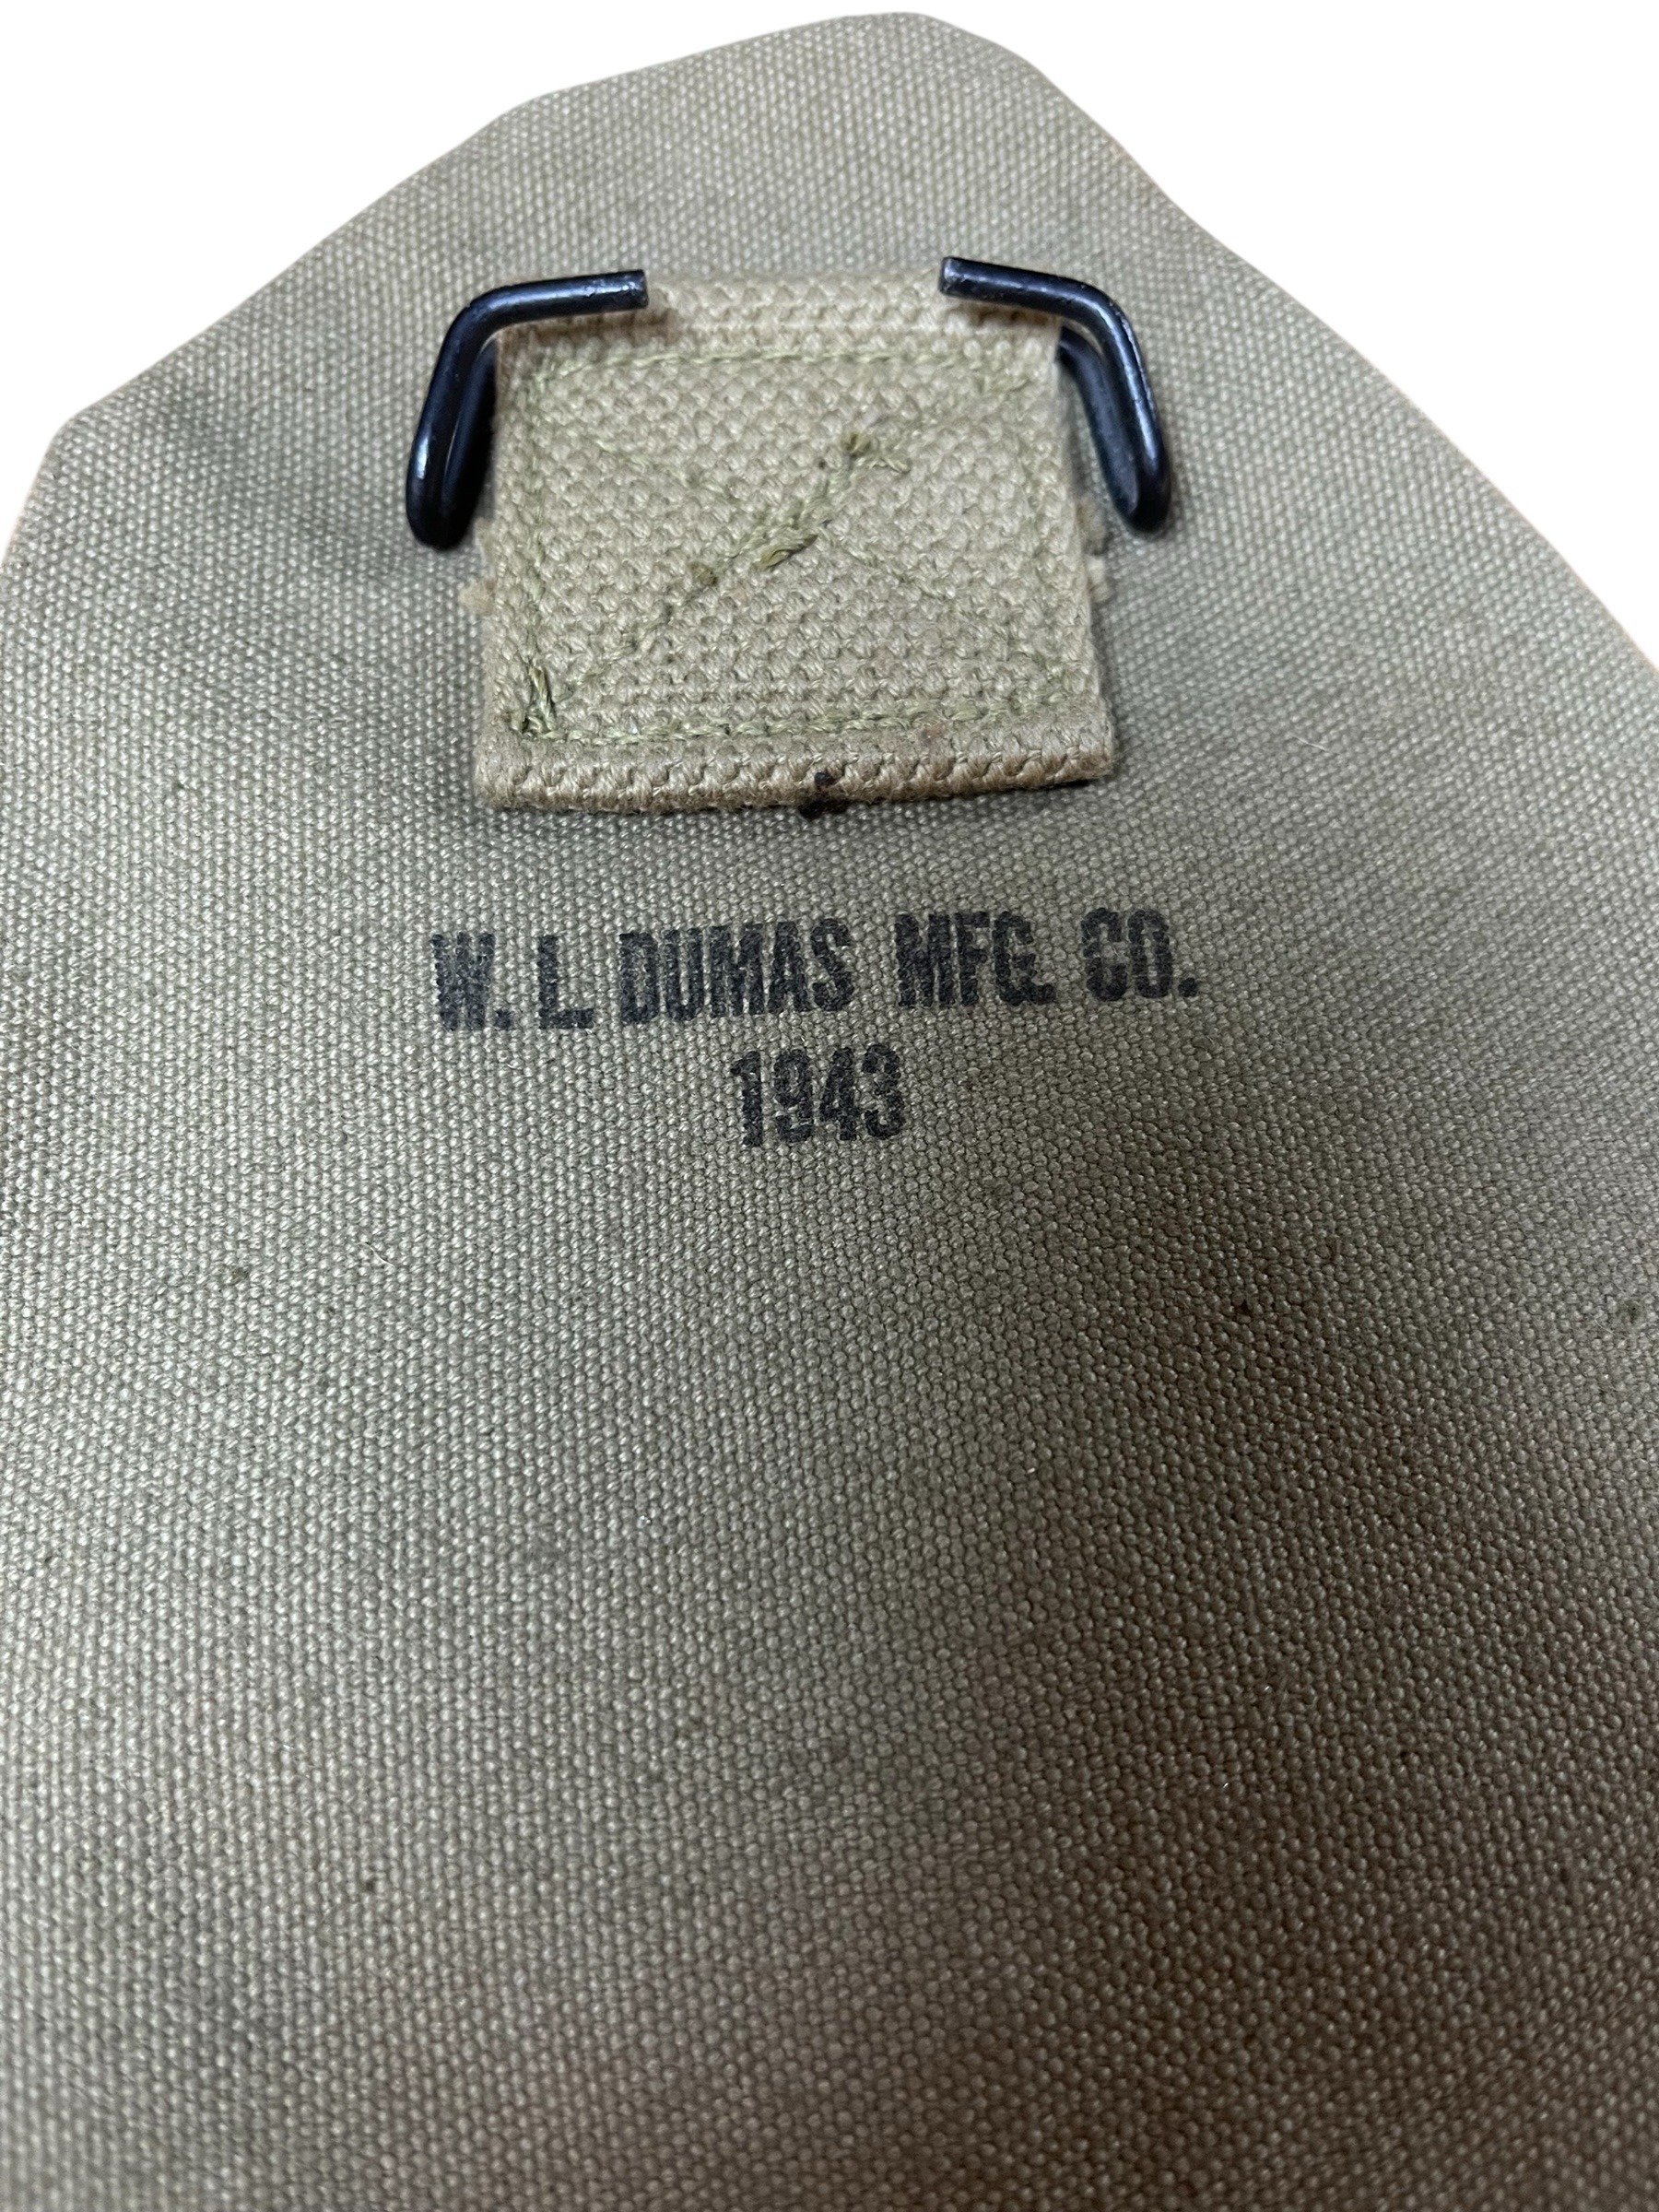 W. L. DUMAS MFG. CO.
1943